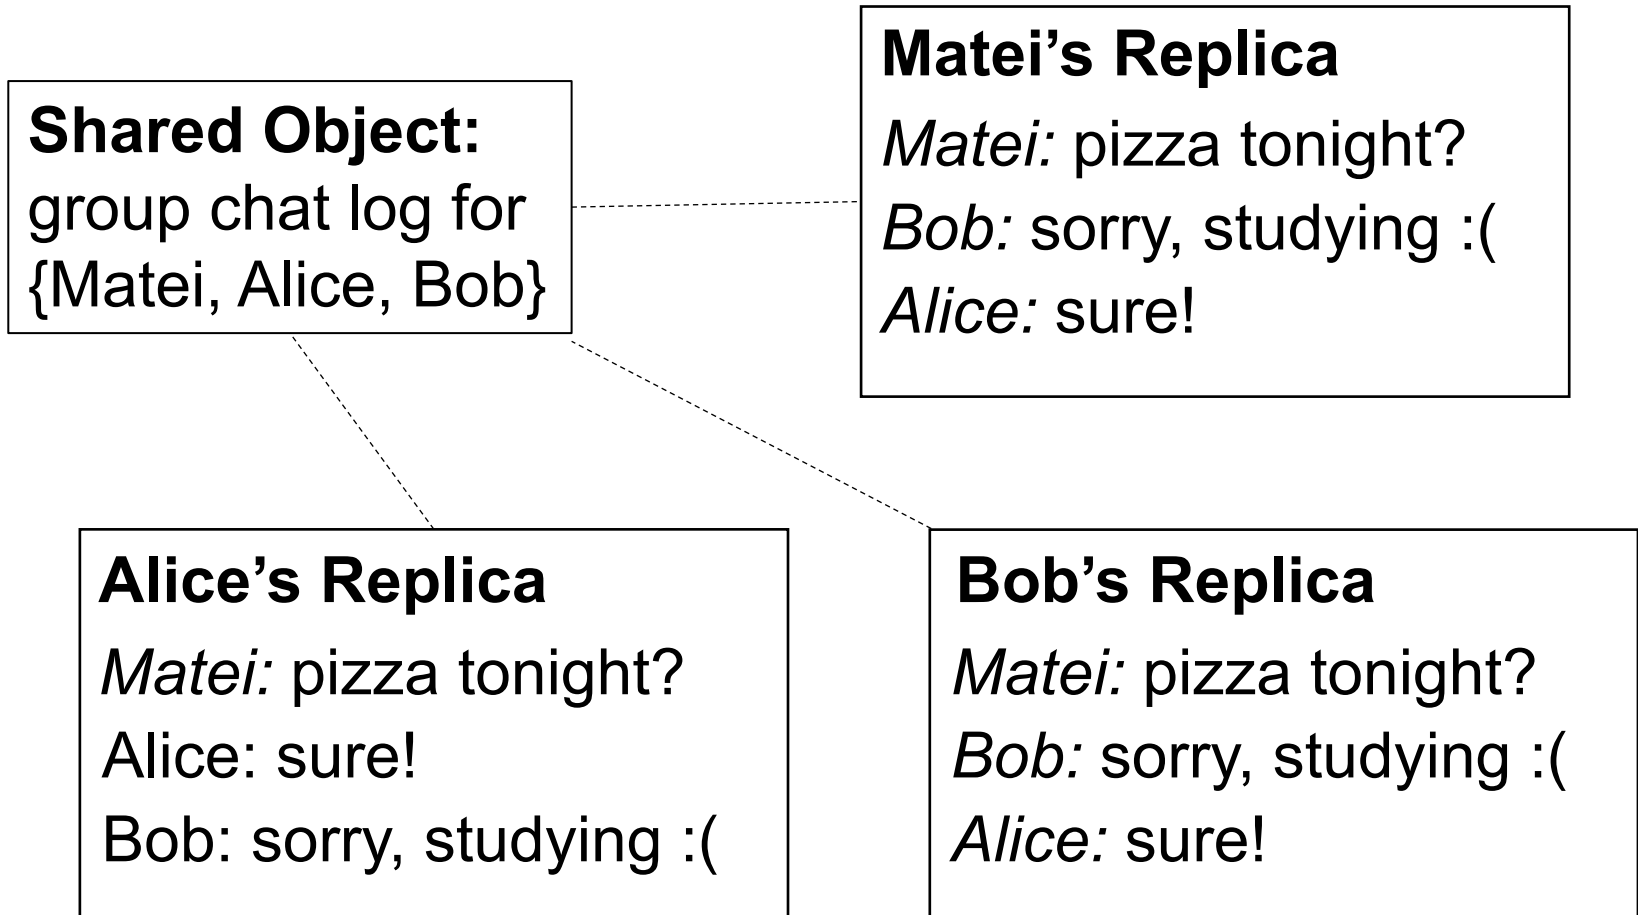 Shared Object:
group chat log for
{Matei, Alice, Bob}
Matei’s Replica
Matei: pizza tonight?
Bob: sorry, studying :(
Alice: sure!
Alice’s Replica
Matei: pizza tonight?
Alice: sure!
Bob: sorry, studying :(
Bob’s Replica
Matei: pizza tonight?
Bob: sorry, studying :(
Alice: sure!